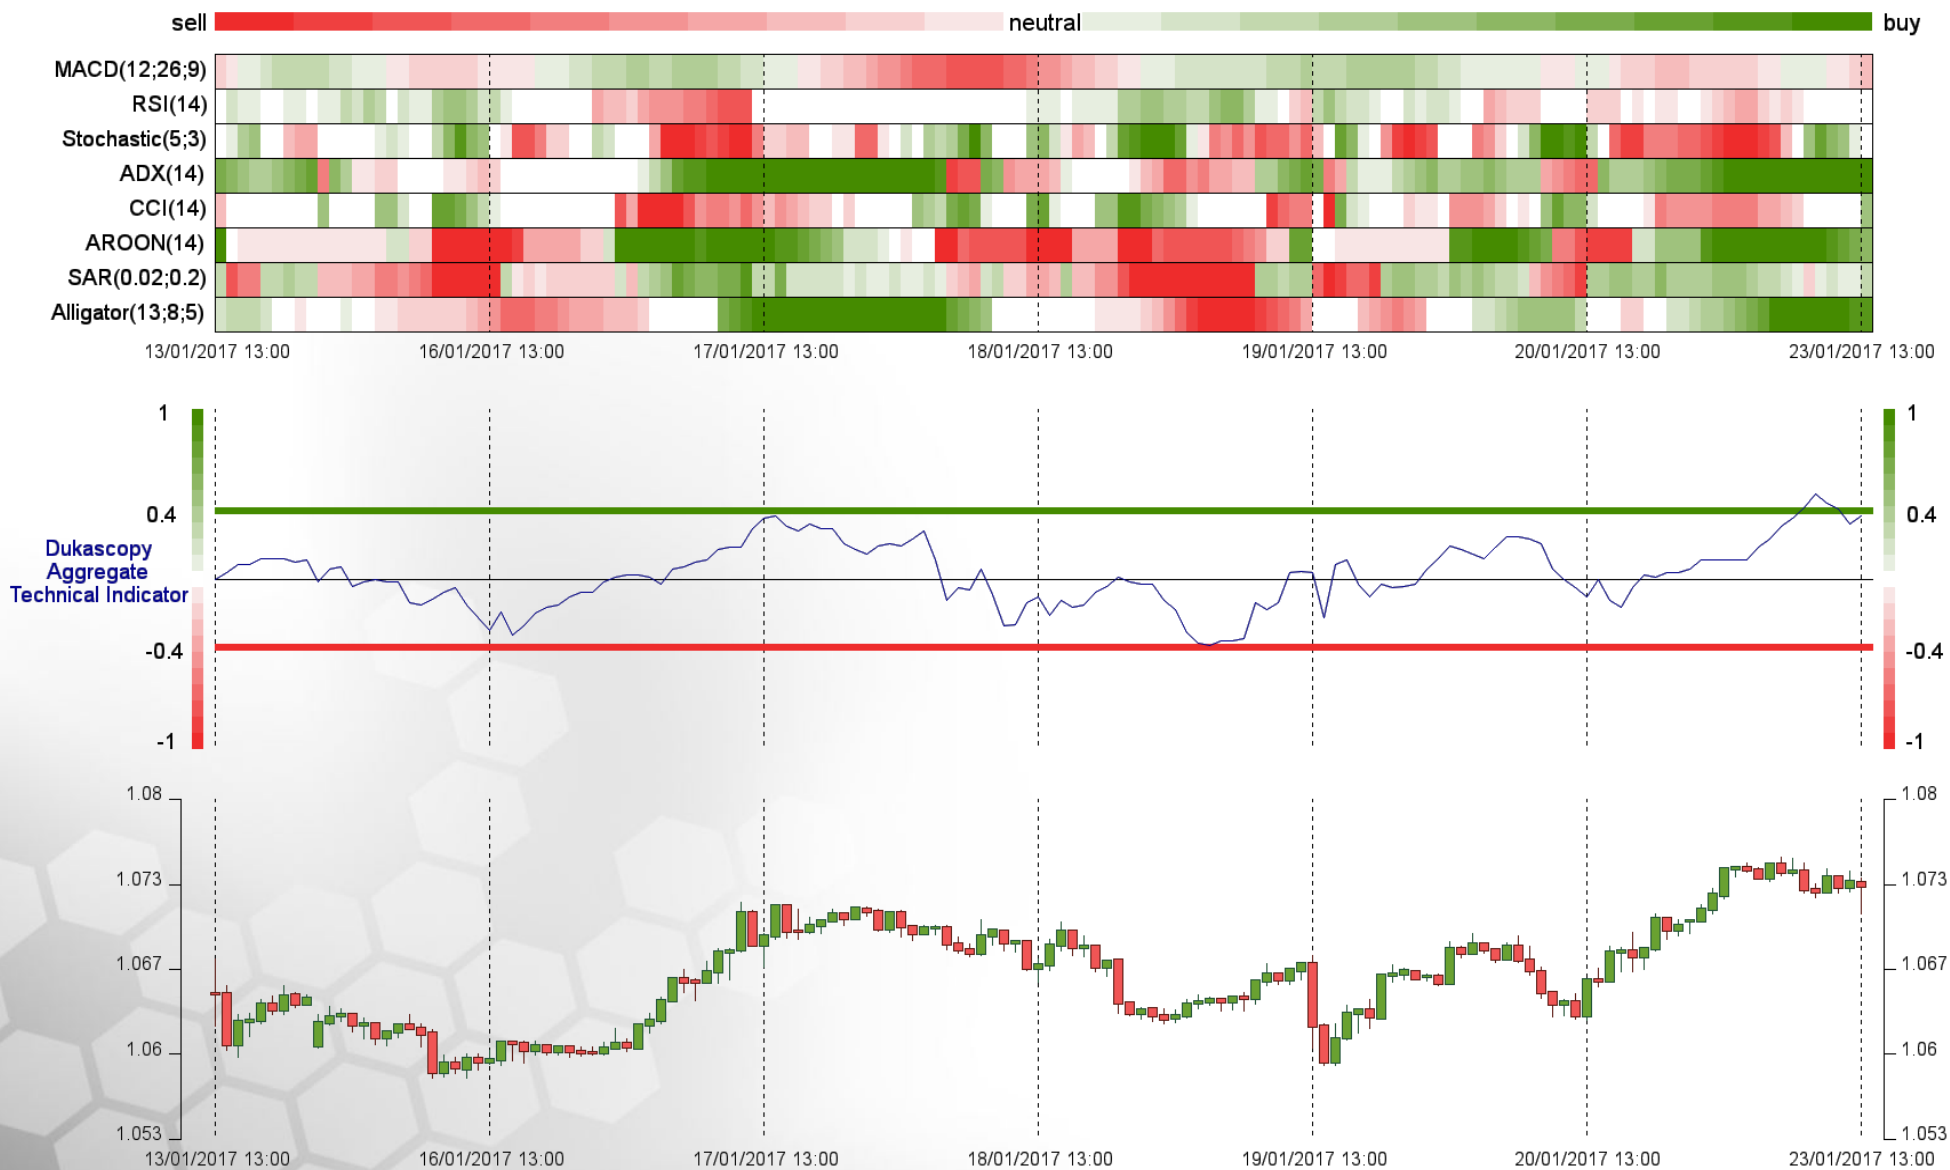 sell neutral buy
MACD(12;26;9)
RSI(14)
Stochastic(5;3)
ADX(14)
CCI(14)
AROON(14)
SAR(0.02;0.2)
Alligator(13;8;5)
13/01/2017 13:00 16/01/2017 13:00 17/01/2017 13:00 18/01/2017 13:00 19/01/2017 13:00 20/01/2017 13:00 23/01/2017 13:00
1 1
0.4 0.4
Dukascopy
Aggregate
Technical Indicator
-0.4 -0.4
-1 -1
1.08 1.08
1.073 1.073
1.067 1.067
1.06 1.06
1.053 1.053
13/01/2017 13:00 16/01/2017 13:00 17/01/2017 13:00 18/01/2017 13:00 19/01/2017 13:00 20/01/2017 13:00 23/01/2017 13:00